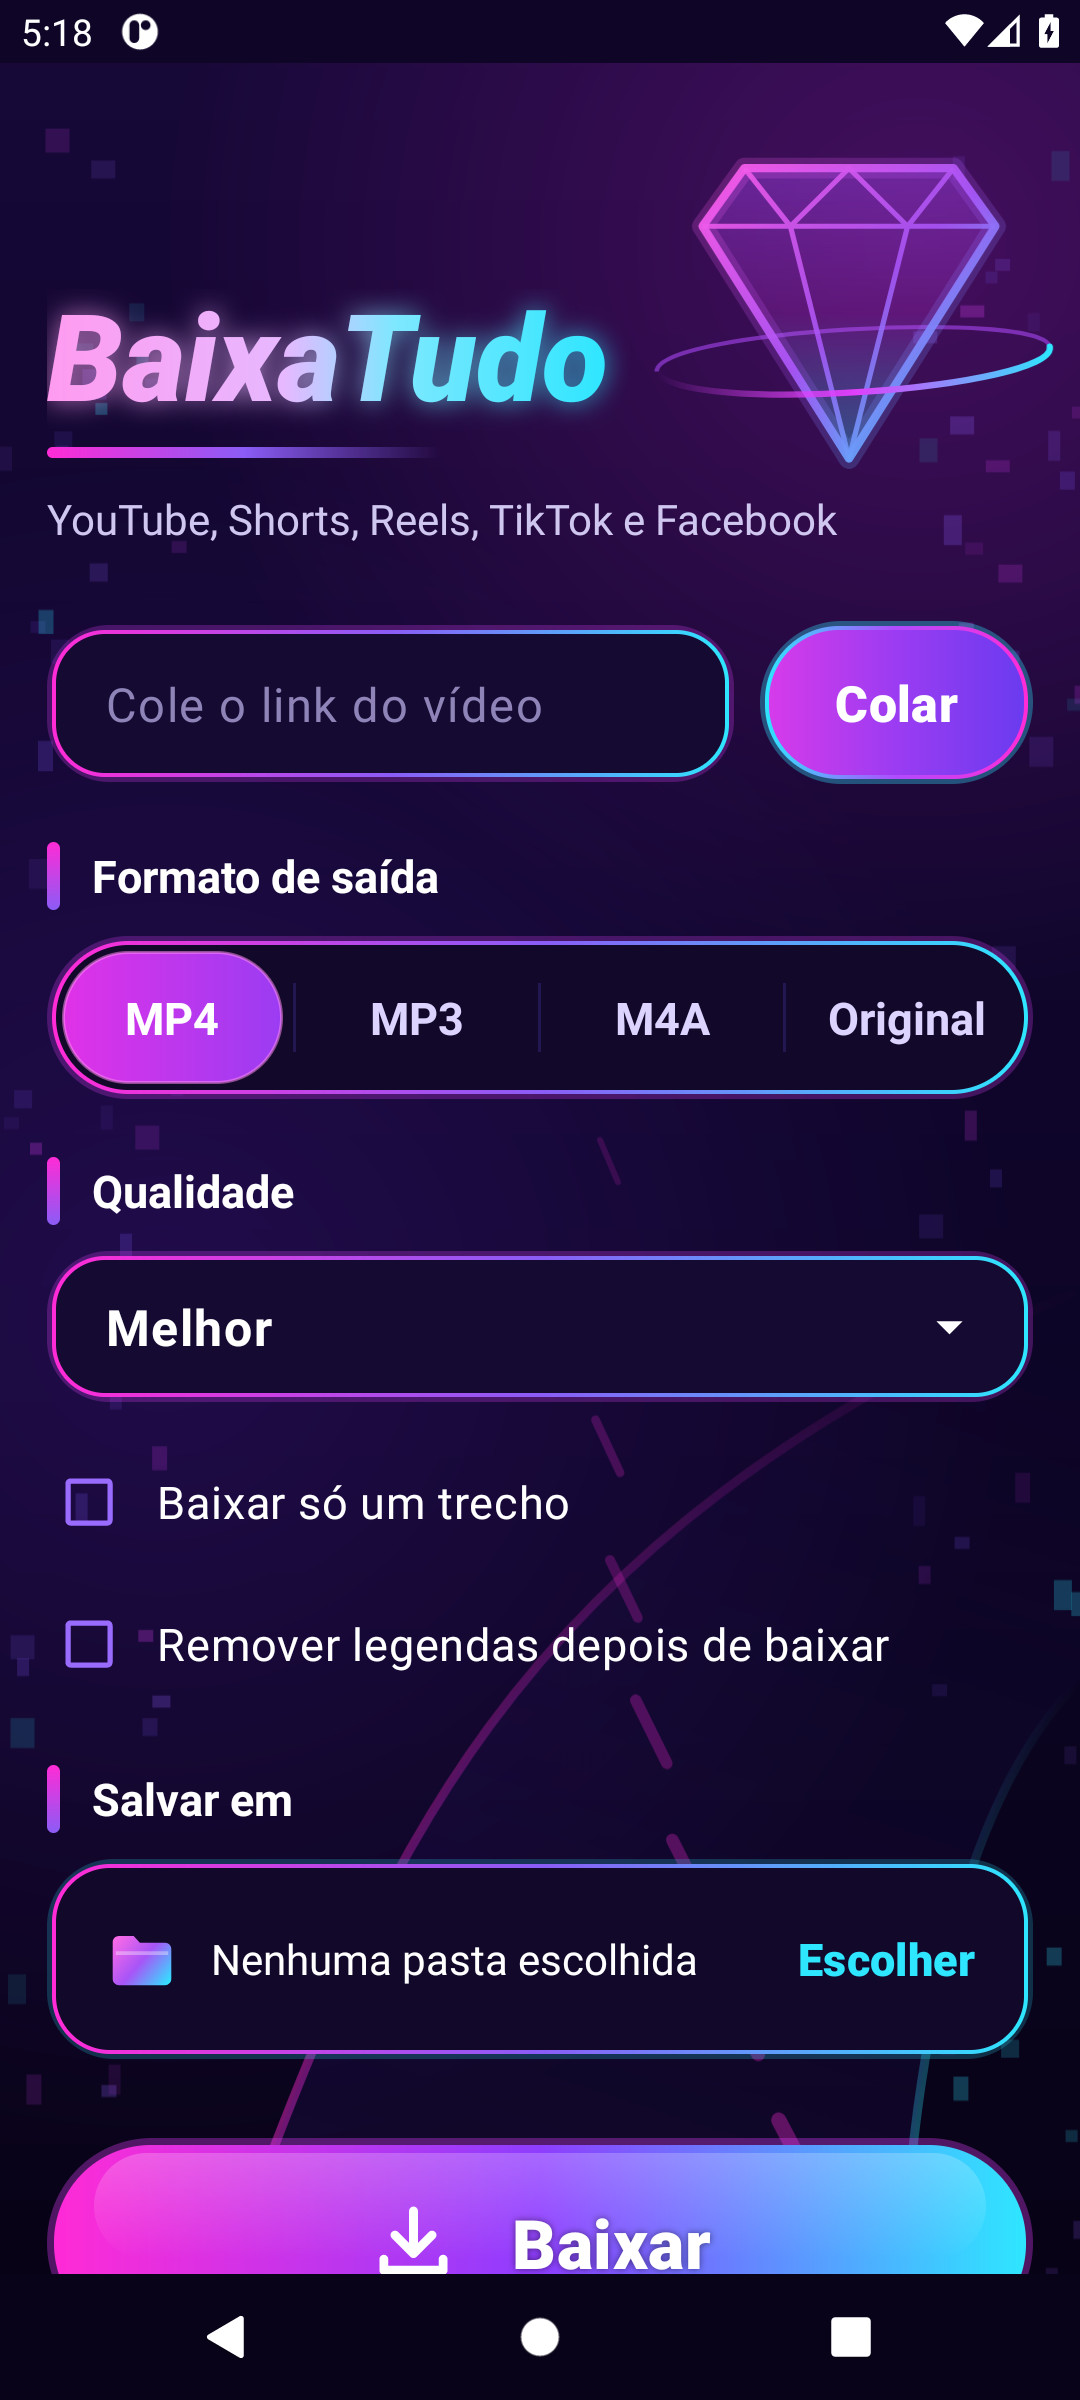 5:18
BaixaTudo
YouTube, Shorts, Reels, TikTok e Facebook
Cole o link do vídeo
Colar
Formato de saída
MP4 MP3 M4A Original
Qualidade
Melhor
Baixar só um trecho
Remover legendas depois de baixar
Salvar em
Nenhuma pasta escolhida Escolher
Baixar